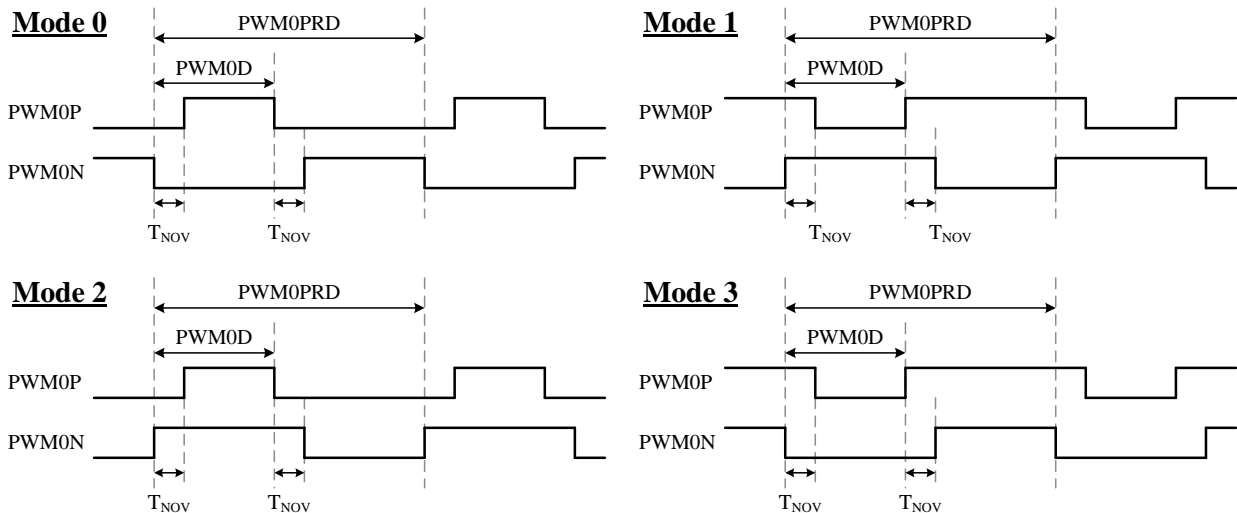 Mode 0
PWM0PRD
PWM0D
PWM0P
PWM0N
TNOV
TNOV
Mode 1
PWM0PRD
PWM0D
PWM0P
PWM0N
TNOV
TNOV
Mode 2
PWM0PRD
PWM0D
PWM0P
PWM0N
TNOV
TNOV
Mode 3
PWM0PRD
PWM0D
PWM0P
PWM0N
TNOV
TNOV